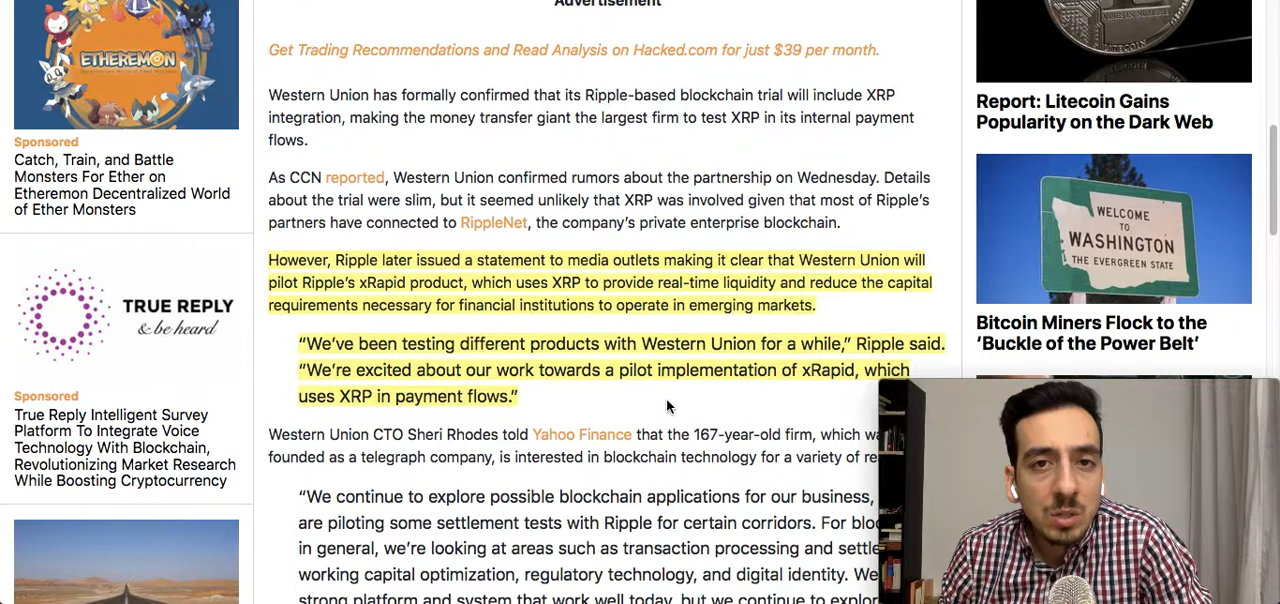 Advertisement
Get Trading Recommendations and Read Analysis on Hacked.com for just $39 per month.
Western Union has formally confirmed that its Ripple-based blockchain trial will include XRP
integration, making the money transfer giant the largest firm to test XRP in its internal payment
flows.
As CCN reported, Western Union confirmed rumors about the partnership on Wednesday. Details
about the trial were slim, but it seemed unlikely that XRP was involved given that most of Ripple’s
partners have connected to RippleNet, the company’s private enterprise blockchain.
However, Ripple later issued a statement to media outlets making it clear that Western Union will
pilot Ripple’s xRapid product, which uses XRP to provide real-time liquidity and reduce the capital
requirements necessary for financial institutions to operate in emerging markets.
“We’ve been testing different products with Western Union for a while,” Ripple said.
“We’re excited about our work towards a pilot implementation of xRapid, which
uses XRP in payment flows.”
Western Union CTO Sheri Rhodes told Yahoo Finance that the 167-year-old firm, which
founded as a telegraph company, is interested in blockchain technology for a variety of
“We continue to explore possible blockchain applications for our business,
are piloting some settlement tests with Ripple for certain corridors. For
in general, we’re looking at areas such as transaction processing and
working capital optimization, regulatory technology, and digital identity. We
strong platform and system that work well today, but we continue to
ETHEREMON
Sponsored
Catch, Train, and Battle
Monsters For Ether on
Etheremon Decentralized World
of Ether Monsters
TRUE REPLY
& be heard
Sponsored
True Reply Intelligent Survey
Platform To Integrate Voice
Technology With Blockchain,
Revolutionizing Market Research
While Boosting Cryptocurrency
Report: Litecoin Gains
Popularity on the Dark Web
WELCOME
TO
WASHINGTON
THE EVERGREEN STATE
Bitcoin Miners Flock to the
‘Buckle of the Power Belt’